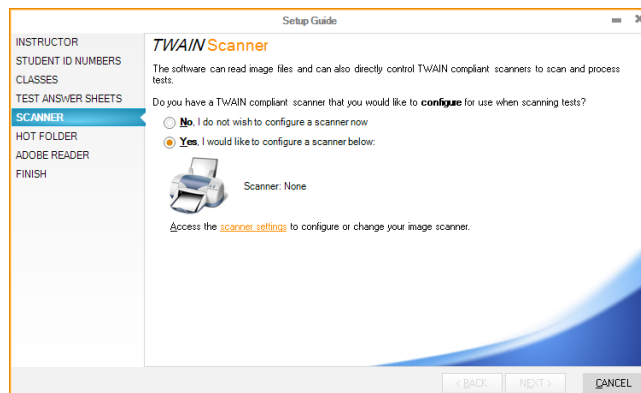 Setup Guide
INSTRUCTOR
STUDENT ID NUMBERS
CLASSES
TEST ANSWER SHEETS
SCANNER
HOT FOLDER
ADOBE READER
FINISH
TWAIN Scanner
The software can read image files and can also directly control TWAIN compliant scanners to scan and process
tests.
Do you have a TWAIN compliant scanner that you would like to configure for use when scanning tests?
No, I do not wish to configure a scanner now
Yes, I would like to configure a scanner below:
Scanner: None
Access the scanner settings to configure or change your image scanner.
< BACK
NEXT >
CANCEL